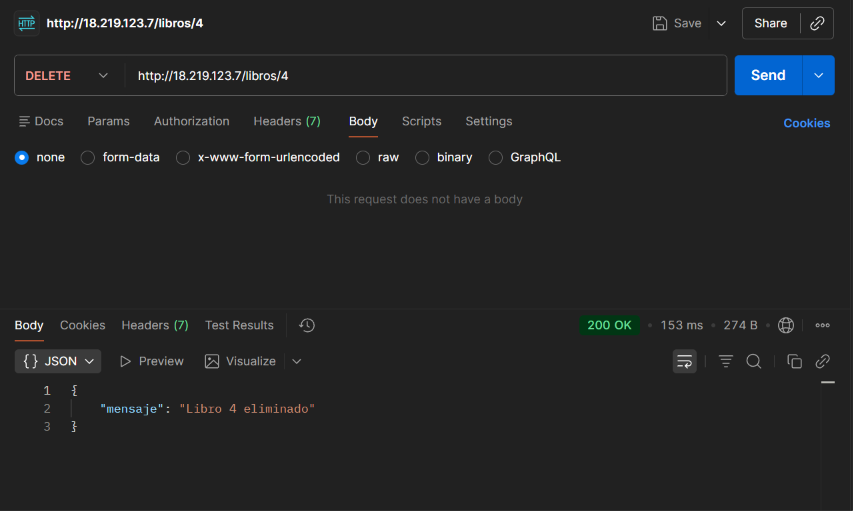 HTTP http://18.219.123.7/libros/4 Save Share
DELETE http://18.219.123.7/libros/4 Send
Docs Params Authorization Headers (7) Body Scripts Settings Cookies
none form-data x-www-form-urlencoded raw binary GraphQL
This request does not have a body
Body Cookies Headers (7) Test Results 200 OK • 153 ms • 274 B •
{} JSON Preview Visualize
1 {
2 "mensaje": "Libro 4 eliminado"
3 }